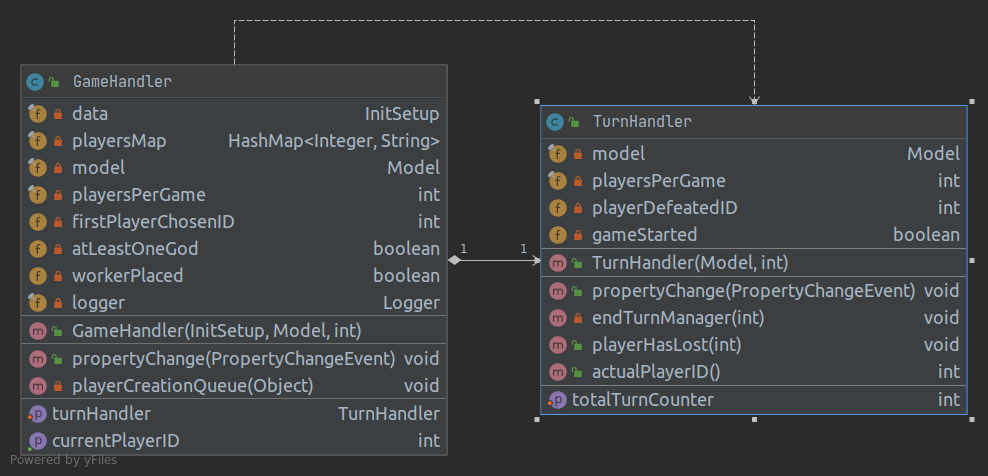 GameHandler
data InitSetup
playersMap HashMap<Integer, String>
model Model
playersPerGame int
firstPlayerChosenID int
atLeastOneGod boolean
workerPlaced boolean
logger Logger
GameHandler(InitSetup, Model, int)
propertyChange(PropertyChangeEvent) void
playerCreationQueue(Object) void
turnHandler TurnHandler
currentPlayerID int
1 1
TurnHandler
model Model
playersPerGame int
playerDefeatedID int
gameStarted boolean
TurnHandler(Model, int)
propertyChange(PropertyChangeEvent) void
endTurnManager(int) void
playerHasLost(int) void
actualPlayerID() int
totalTurnCounter int
Powered by yFiles